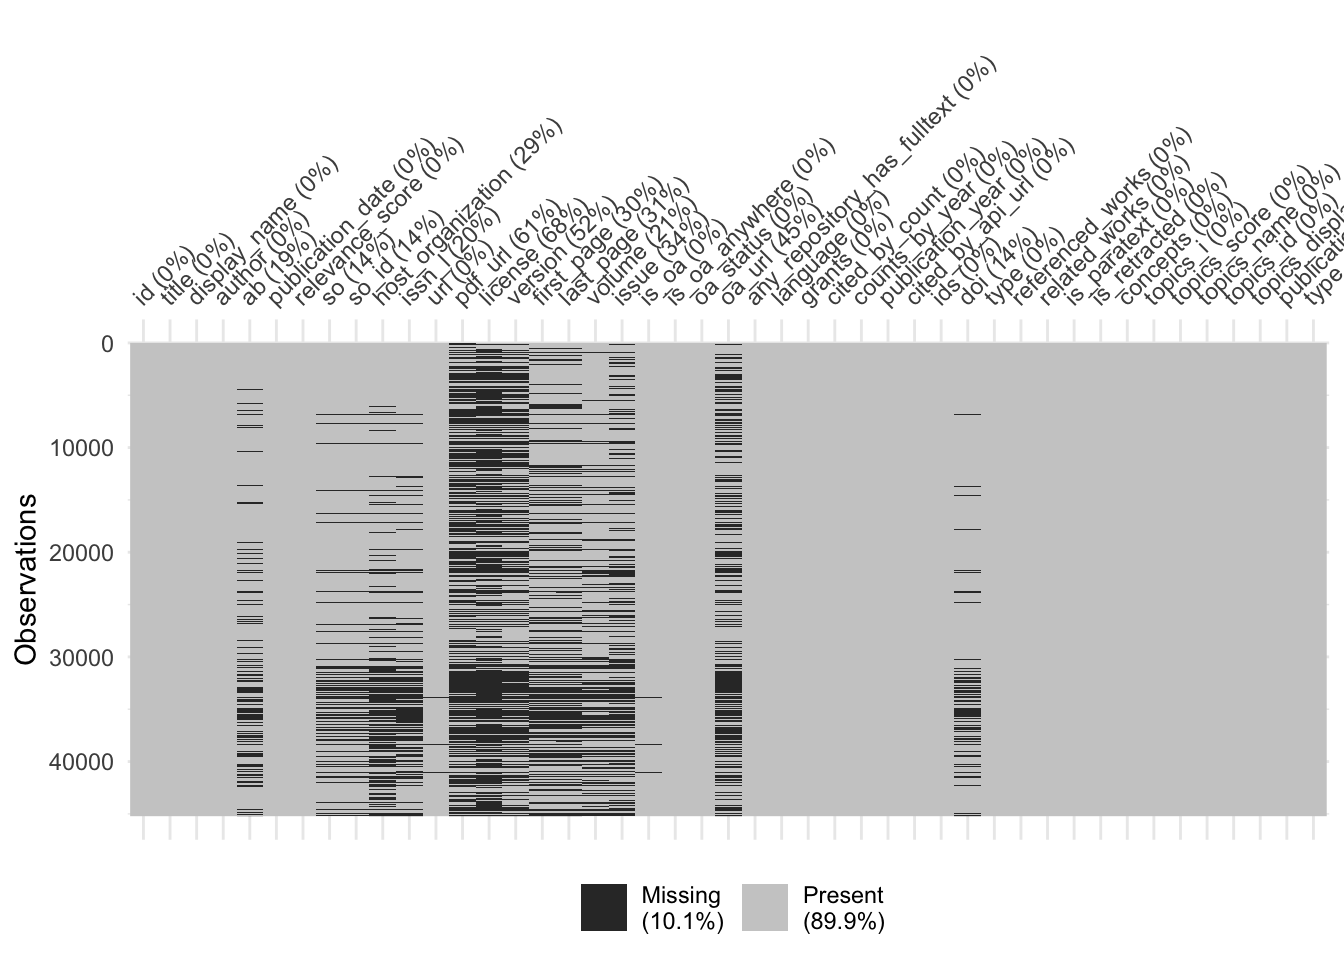 id (0%)
title (0%)
display_name (0%)
author (0%)
ab (19%)
publication_date (0%)
relevance_score (0%)
so (14%)
so_id (14%)
host_organization (29%)
issn_l (20%)
url (0%)
pdf_url (61%)
license (68%)
version (52%)
first_page (30%)
last_page (31%)
volume (21%)
issue (34%)
is_oa (0%)
is_oa_anywhere (0%)
oa_status (0%)
oa_url (45%)
any_repository_has_fulltext (0%)
language (0%)
grants (0%)
cited_by_count (0%)
counts_by_year (0%)
publication_year (0%)
cited_by_api_url (0%)
ids (0%)
doi (14%)
type (0%)
referenced_works (0%)
related_works (0%)
is_paratext (0%)
is_retracted (0%)
concepts (0%)
topics_i (0%)
topics_score (0%)
topics_name (0%)
topics_id (0%)
topics_disp
publicati
type
0
10000
20000
30000
40000
Observations
Missing
(10.1%)
Present
(89.9%)